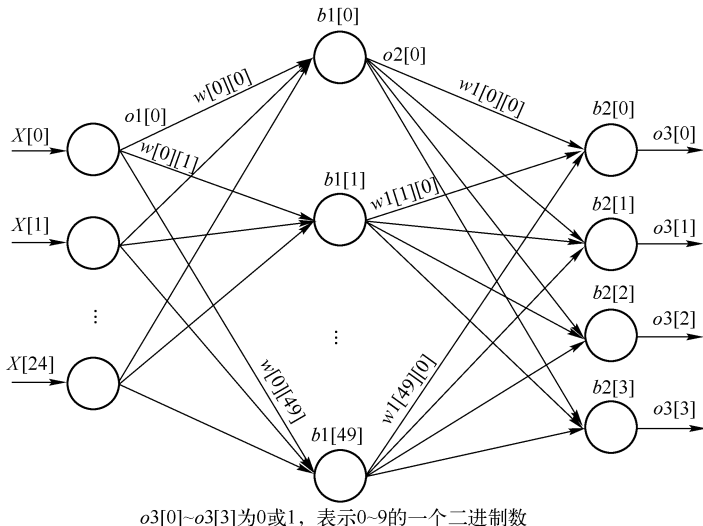 b1[0]
o2[0]
w[0][0]
w1[0][0]
o1[0]
b2[0]
X[0]
o3[0]
w[0][1]
b1[1]
w1[1][0]
b2[1]
X[1]
o3[1]
b2[2]
...
...
o3[2]
X[24]
w[0][49]
w1[49][0]
b2[3]
o3[3]
b1[49]
o3[0]~o3[3]为0或1，表示0~9的一个二进制数